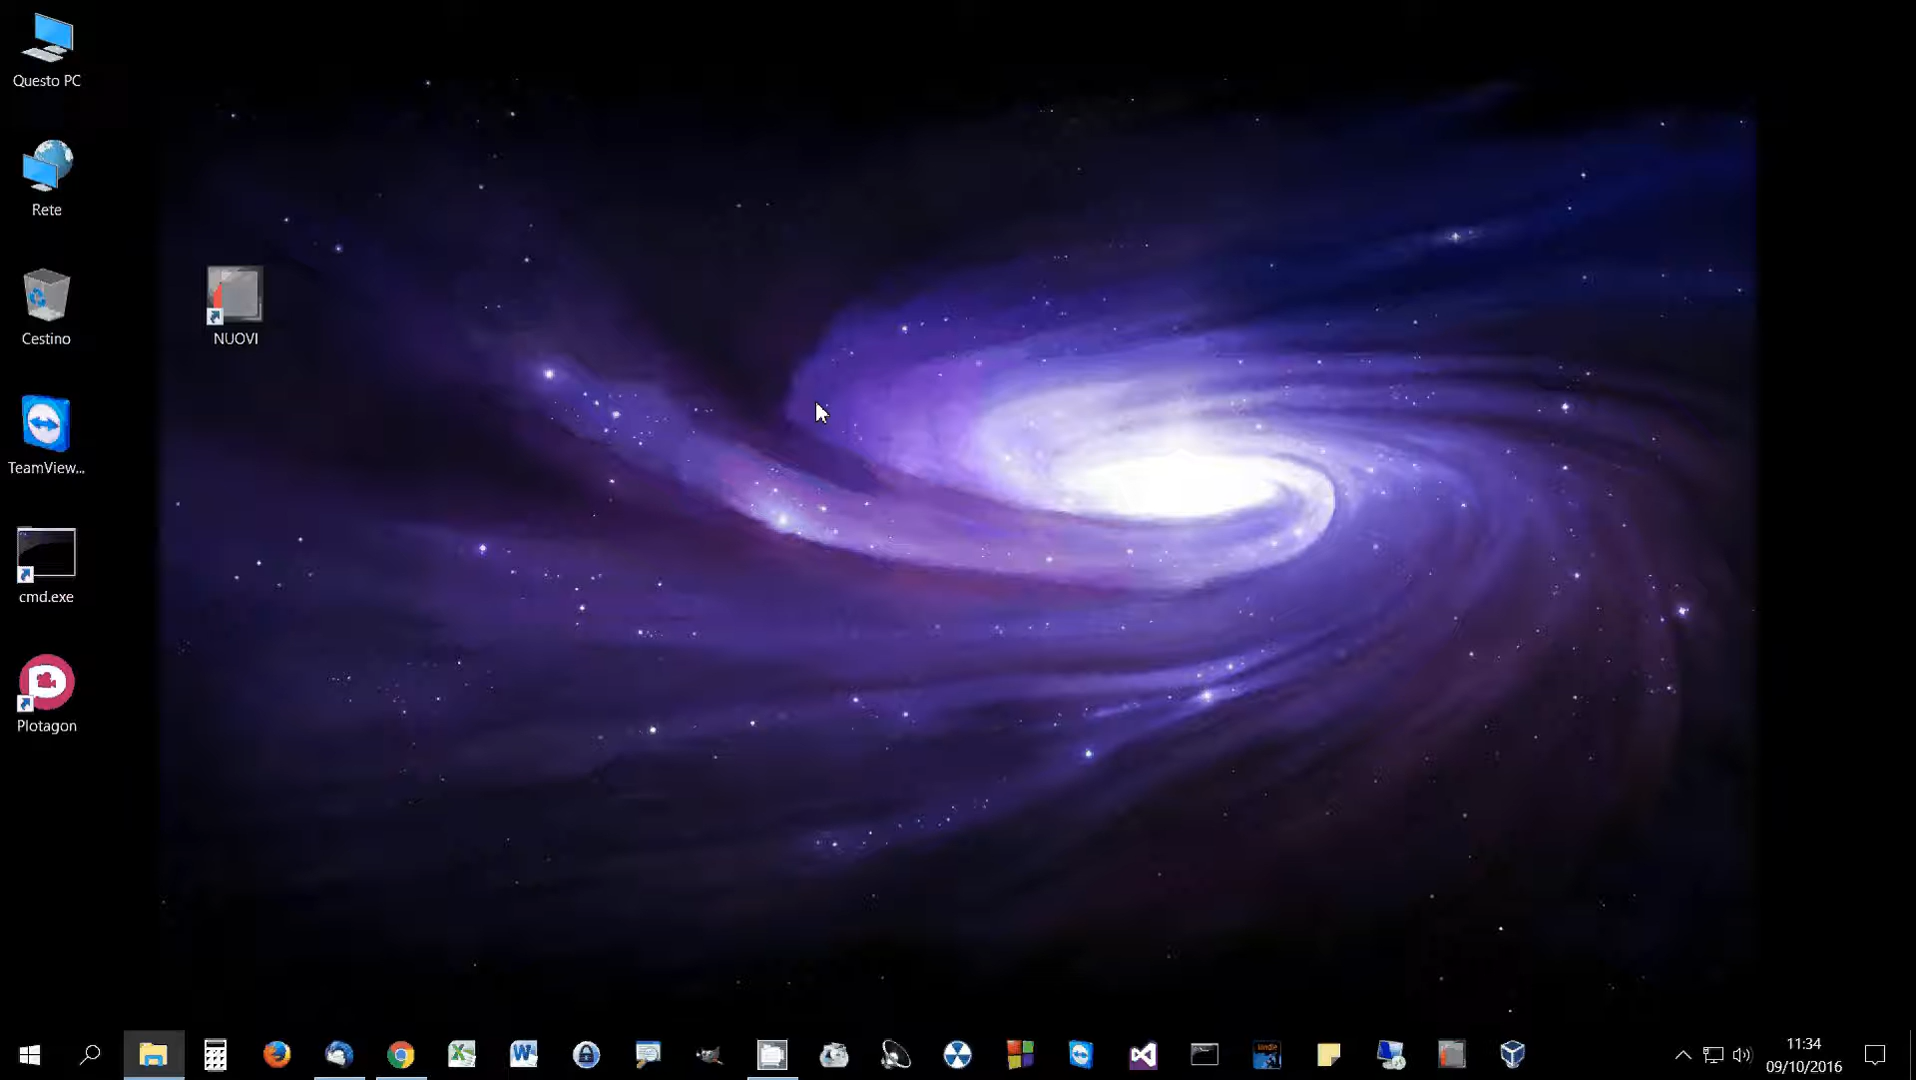 Questo PC
Rete
NUOVI
Cestino
TeamView...
cmd.exe
Plotagon
11:34
09/10/2016